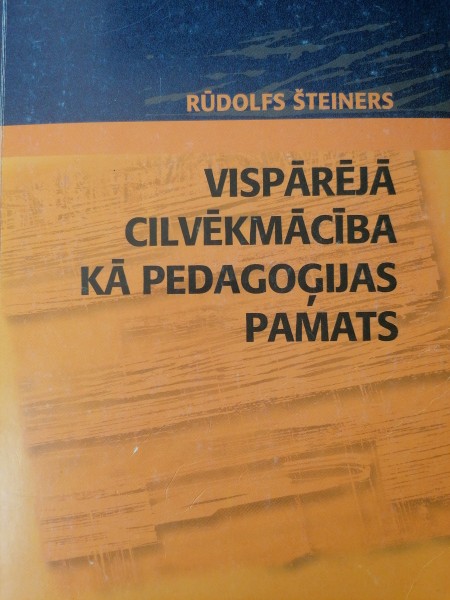 RŪDOLFS ŠTEINERS
VISPĀRĒJĀ
CILVĒKMĀCĪBA
KĀ PEDAGOĢIJAS
PAMATS